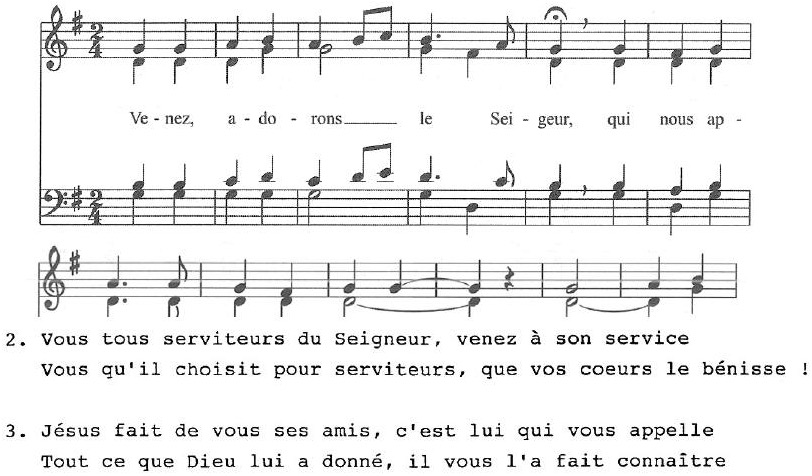 Ve - nez, a - do - rons____ le Sei - geur, qui nous ap -
2. Vous tous serviteurs du Seigneur, venez à son service
Vous qu'il choisit pour serviteurs, que vos coeurs le bénisse !
3. Jésus fait de vous ses amis, c'est lui qui vous appelle
Tout ce que Dieu lui a donné, il vous l'a fait connaître